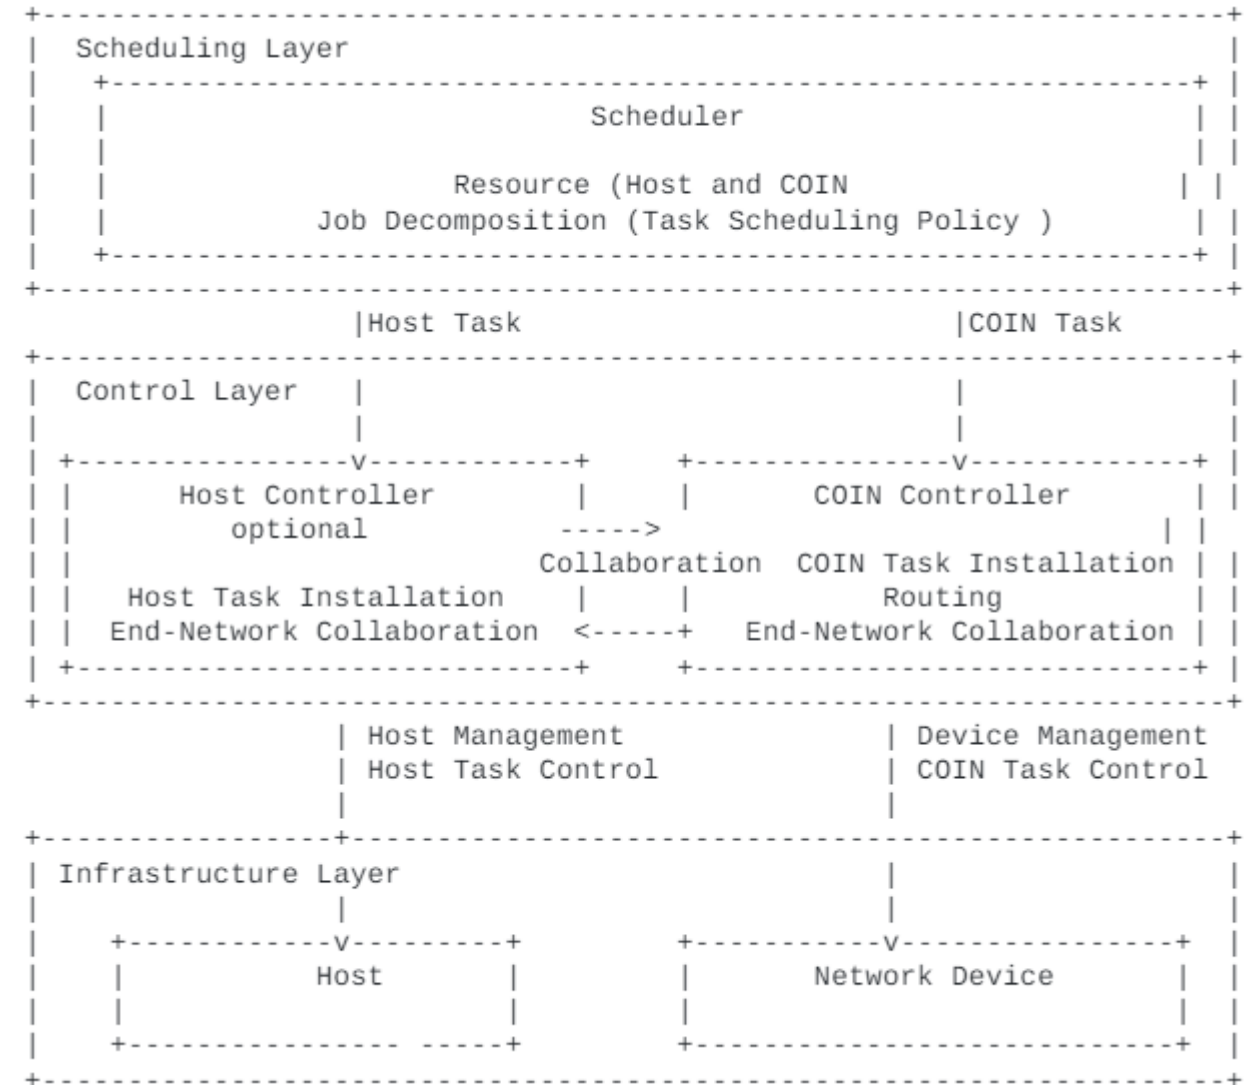 Scheduling Layer
Scheduler
Resource (Host and COIN
Job Decomposition (Task Scheduling Policy )
Host Task COIN Task
Control Layer
Host Controller COIN Controller
optional
Collaboration COIN Task Installation
Host Task Installation Routing
End-Network Collaboration End-Network Collaboration
Host Management Device Management
Host Task Control COIN Task Control
Infrastructure Layer
Host Network Device